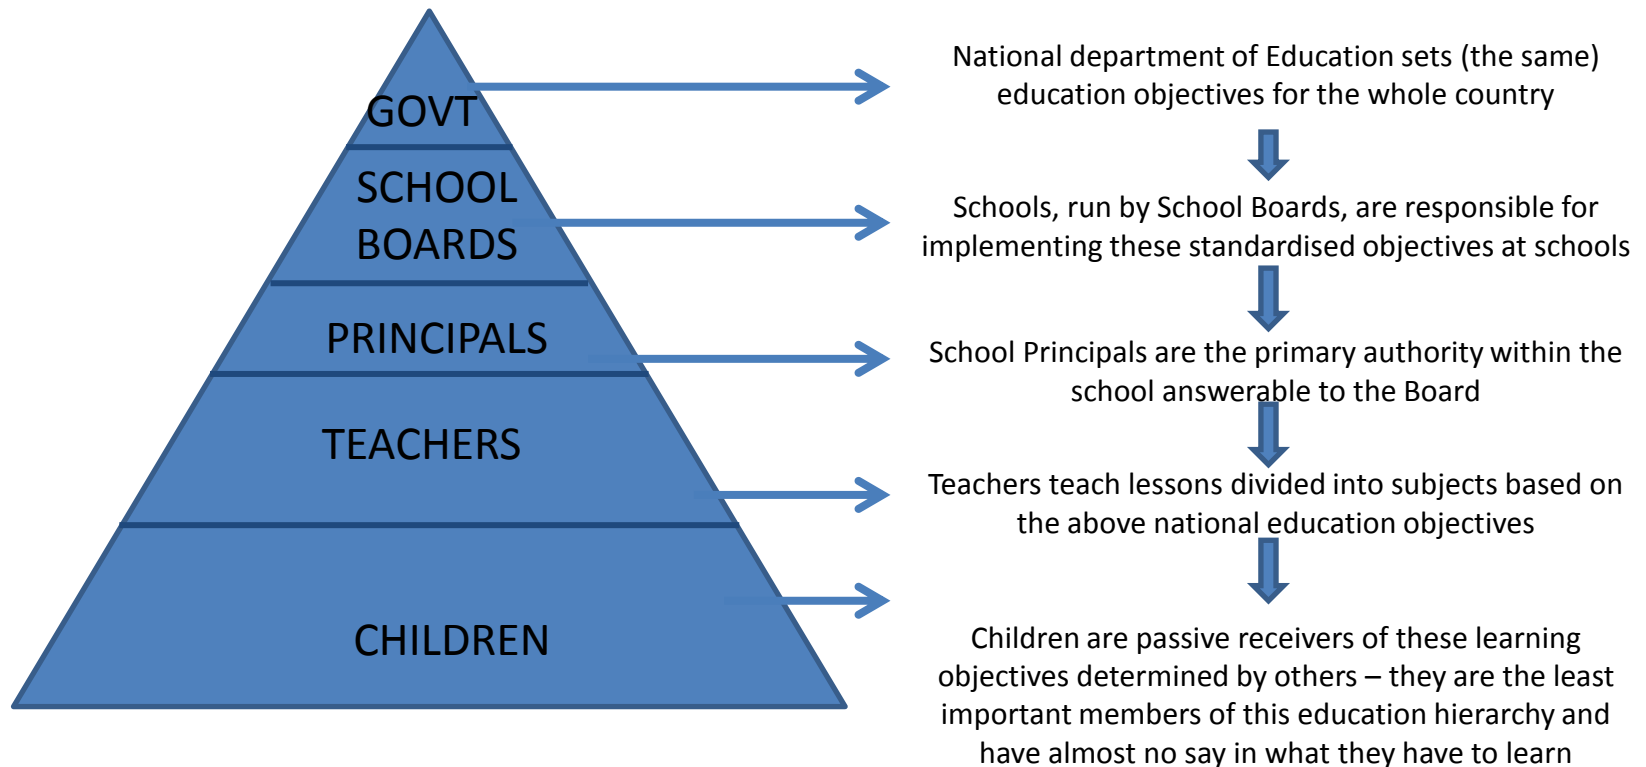 GOVT
SCHOOL
BOARDS
PRINCIPALS
TEACHERS
CHILDREN
National department of Education sets (the same)
education objectives for the whole country
Schools, run by School Boards, are responsible for
implementing these standardised objectives at schools
School Principals are the primary authority within the
school answerable to the Board
Teachers teach lessons divided into subjects based on
the above national education objectives
Children are passive receivers of these learning
objectives determined by others – they are the least
important members of this education hierarchy and
have almost no say in what they have to learn